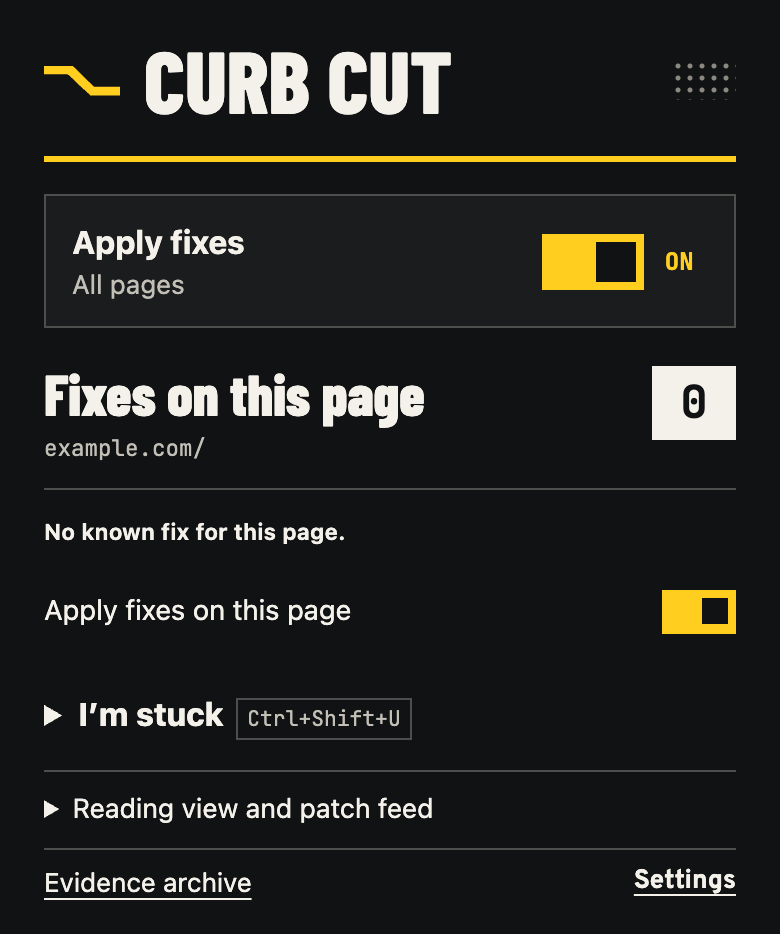 CURB CUT
Apply fixes
All pages
ON
Fixes on this page
0
example.com/
No known fix for this page.
Apply fixes on this page
I’m stuck Ctrl+Shift+U
Reading view and patch feed
Evidence archive
Settings